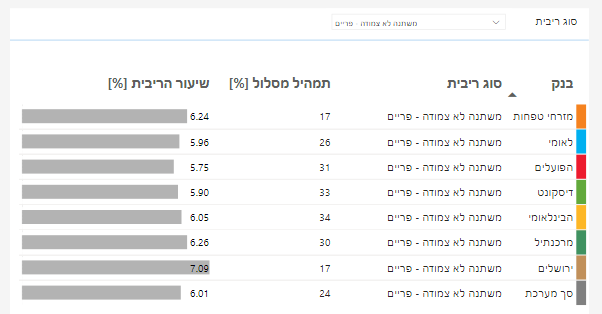 סוג ריבית משתנה לא צמודה - פריים
בנק סוג ריבית תמהיל מסלול [%] שיעור הריבית [%]
מזרחי טפחות משתנה לא צמודה - פריים 17 6.24
לאומי משתנה לא צמודה - פריים 26 5.96
הפועלים משתנה לא צמודה - פריים 31 5.75
דיסקונט משתנה לא צמודה - פריים 33 5.90
הבינלאומי משתנה לא צמודה - פריים 34 6.05
מרכנתיל משתנה לא צמודה - פריים 30 6.26
ירושלים משתנה לא צמודה - פריים 17 7.09
סך מערכת משתנה לא צמודה - פריים 24 6.01